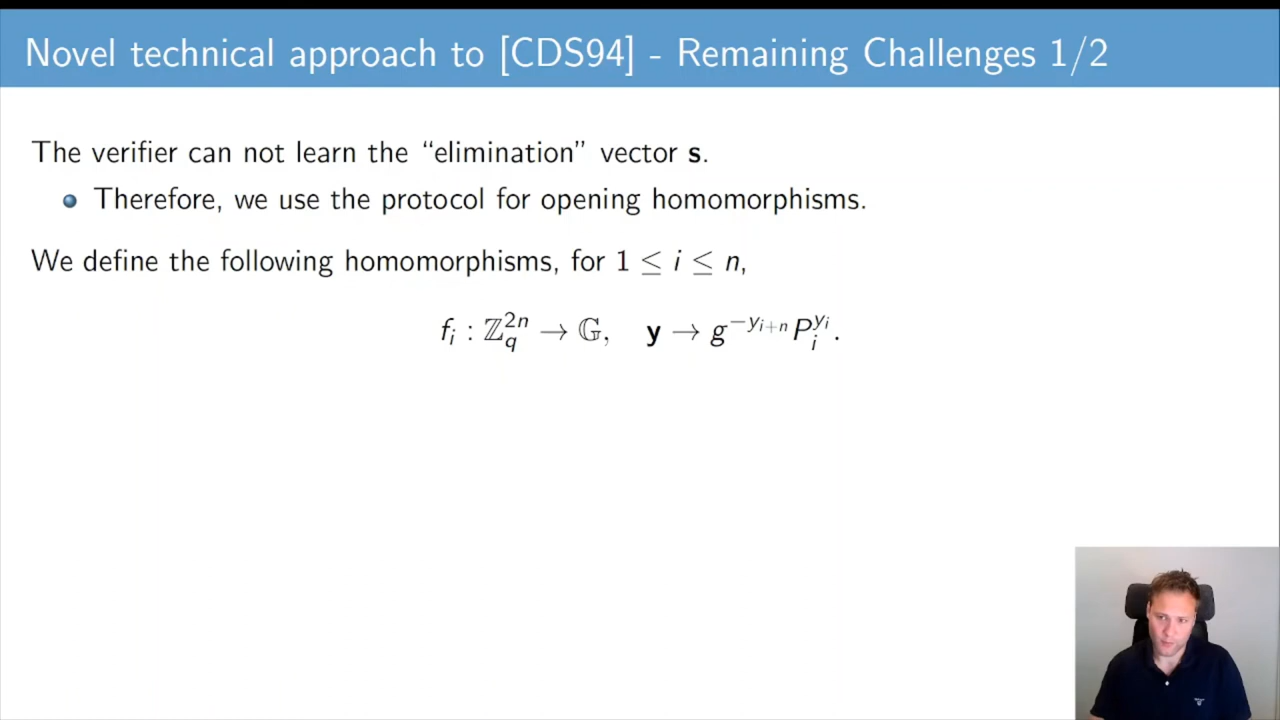 Novel technical approach to [CDS94] - Remaining Challenges 1/2
The verifier can not learn the “elimination” vector s.
Therefore, we use the protocol for opening homomorphisms.
We define the following homomorphisms, for 1 ≤ i ≤ n,
f_i : ℤ_q^{2n} → 𝔾, y → g^{-y_{i+n}} P_i^{y_i}.